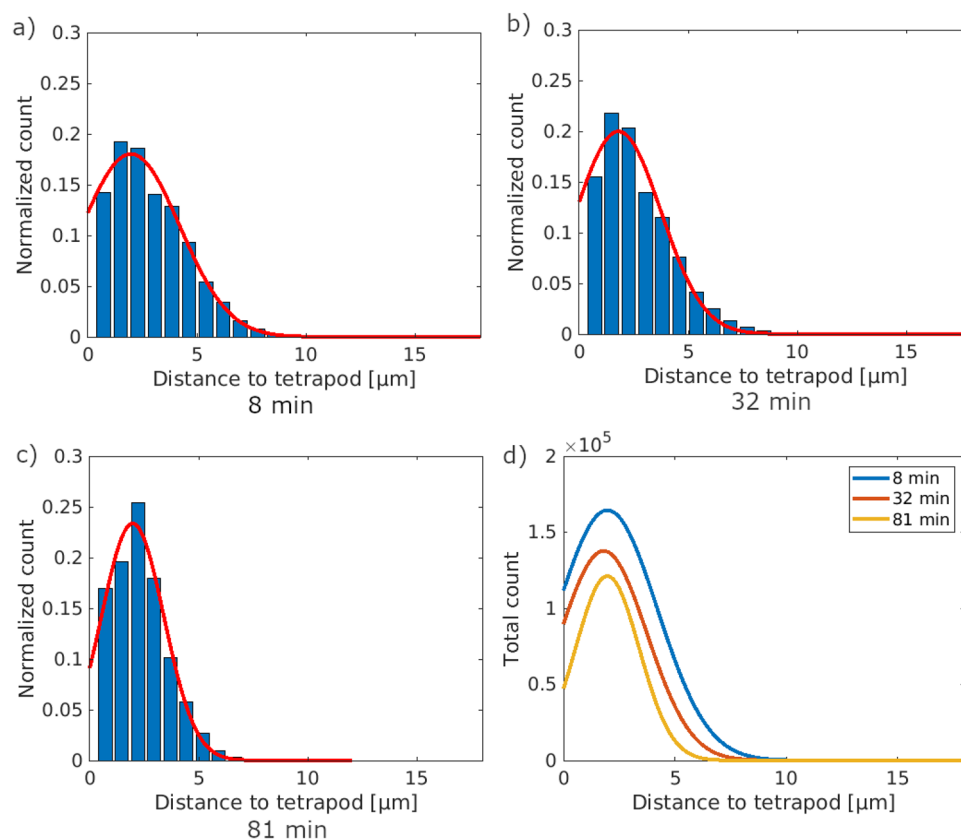 a)
0.3
0.25
0.2
0.15
0.1
0.05
0
Normalized count
0 5 10 15
Distance to tetrapod [µm]
8 min
b)
0.3
0.25
0.2
0.15
0.1
0.05
0
Normalized count
0 5 10 15
Distance to tetrapod [µm]
32 min
c)
0.3
0.25
0.2
0.15
0.1
0.05
0
Normalized count
0 5 10 15
Distance to tetrapod [µm]
81 min
d)
×10⁵
2
1.5
1
0.5
0
Total count
8 min
32 min
81 min
0 5 10 15
Distance to tetrapod [µm]